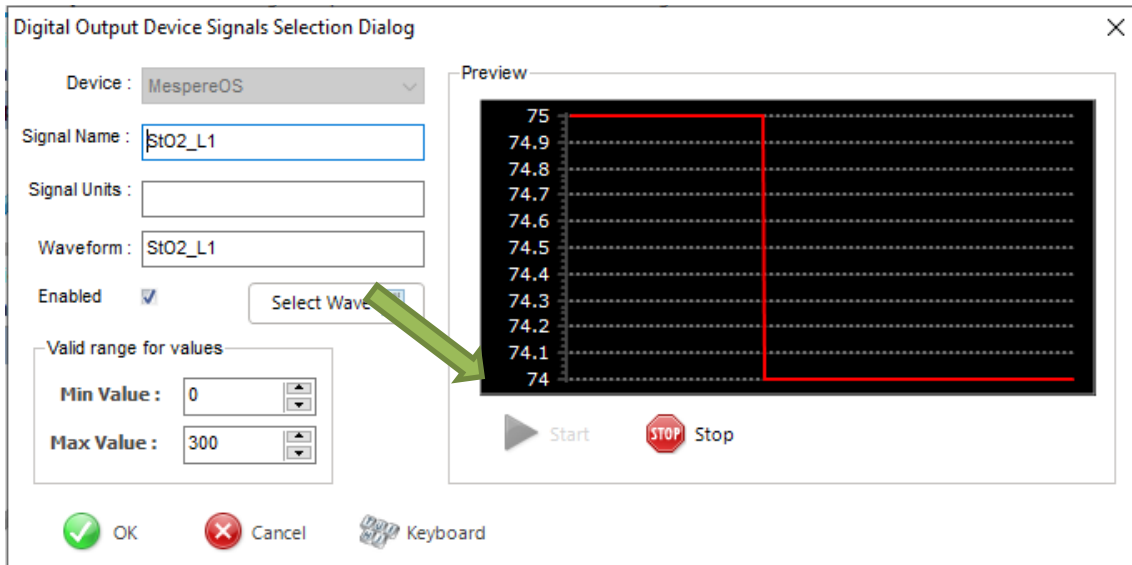 Digital Output Device Signals Selection Dialog
Device : MespereOS
Signal Name : StO2_L1
Signal Units :
Waveform : StO2_L1
Enabled
Select Wave
Valid range for values
Min Value : 0
Max Value : 300
Preview
75
74.9
74.8
74.7
74.6
74.5
74.4
74.3
74.2
74.1
74
Start
STOP Stop
OK
Cancel
Keyboard